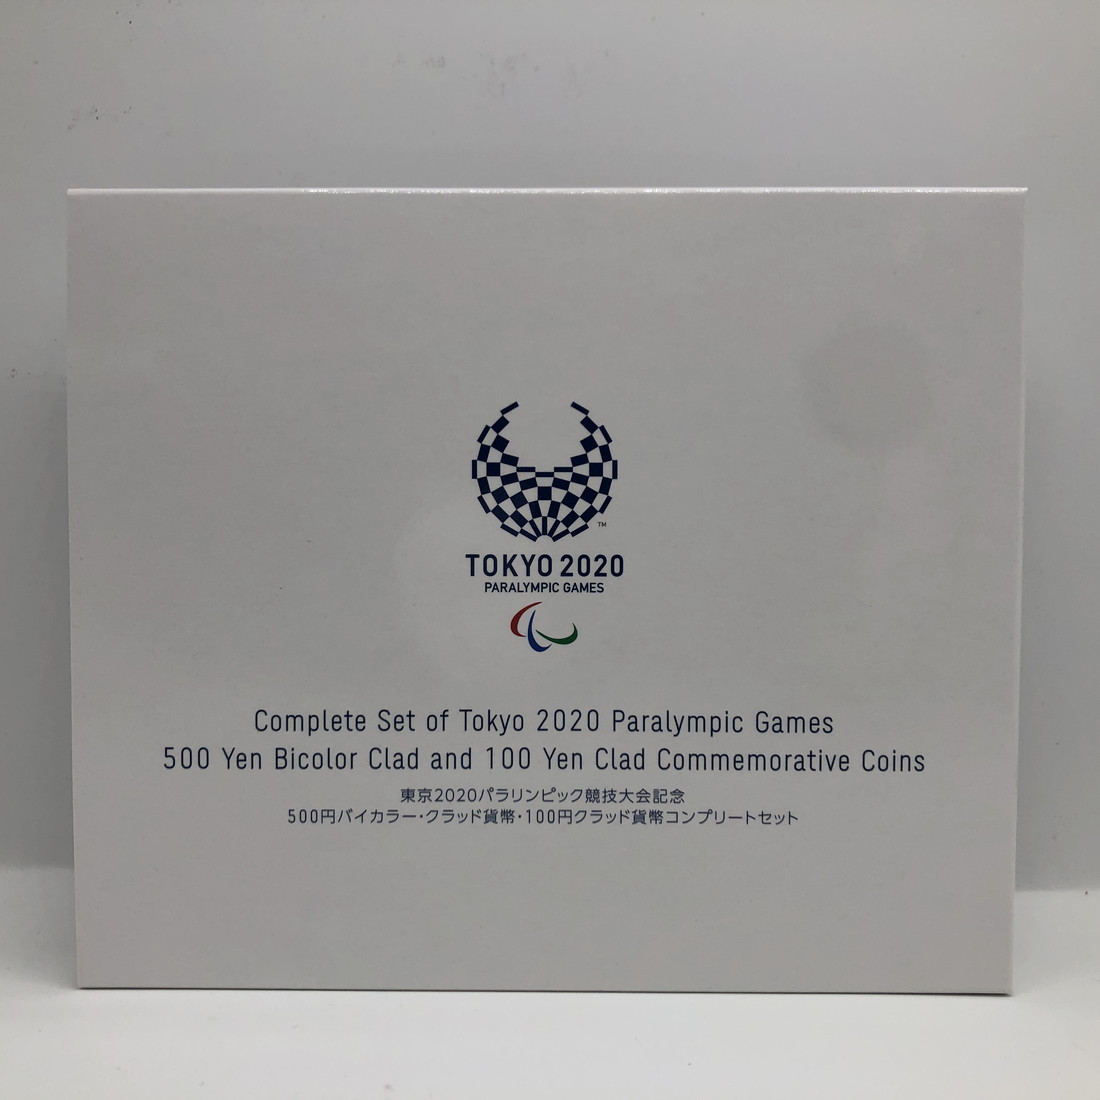 TM
TOKYO 2020
PARALYMPIC GAMES
Complete Set of Tokyo 2020 Paralympic Games
500 Yen Bicolor Clad and 100 Yen Clad Commemorative Coins
東京2020パラリンピック競技大会記念
500円バイカラー・クラッド貨幣・100円クラッド貨幣コンプリートセット